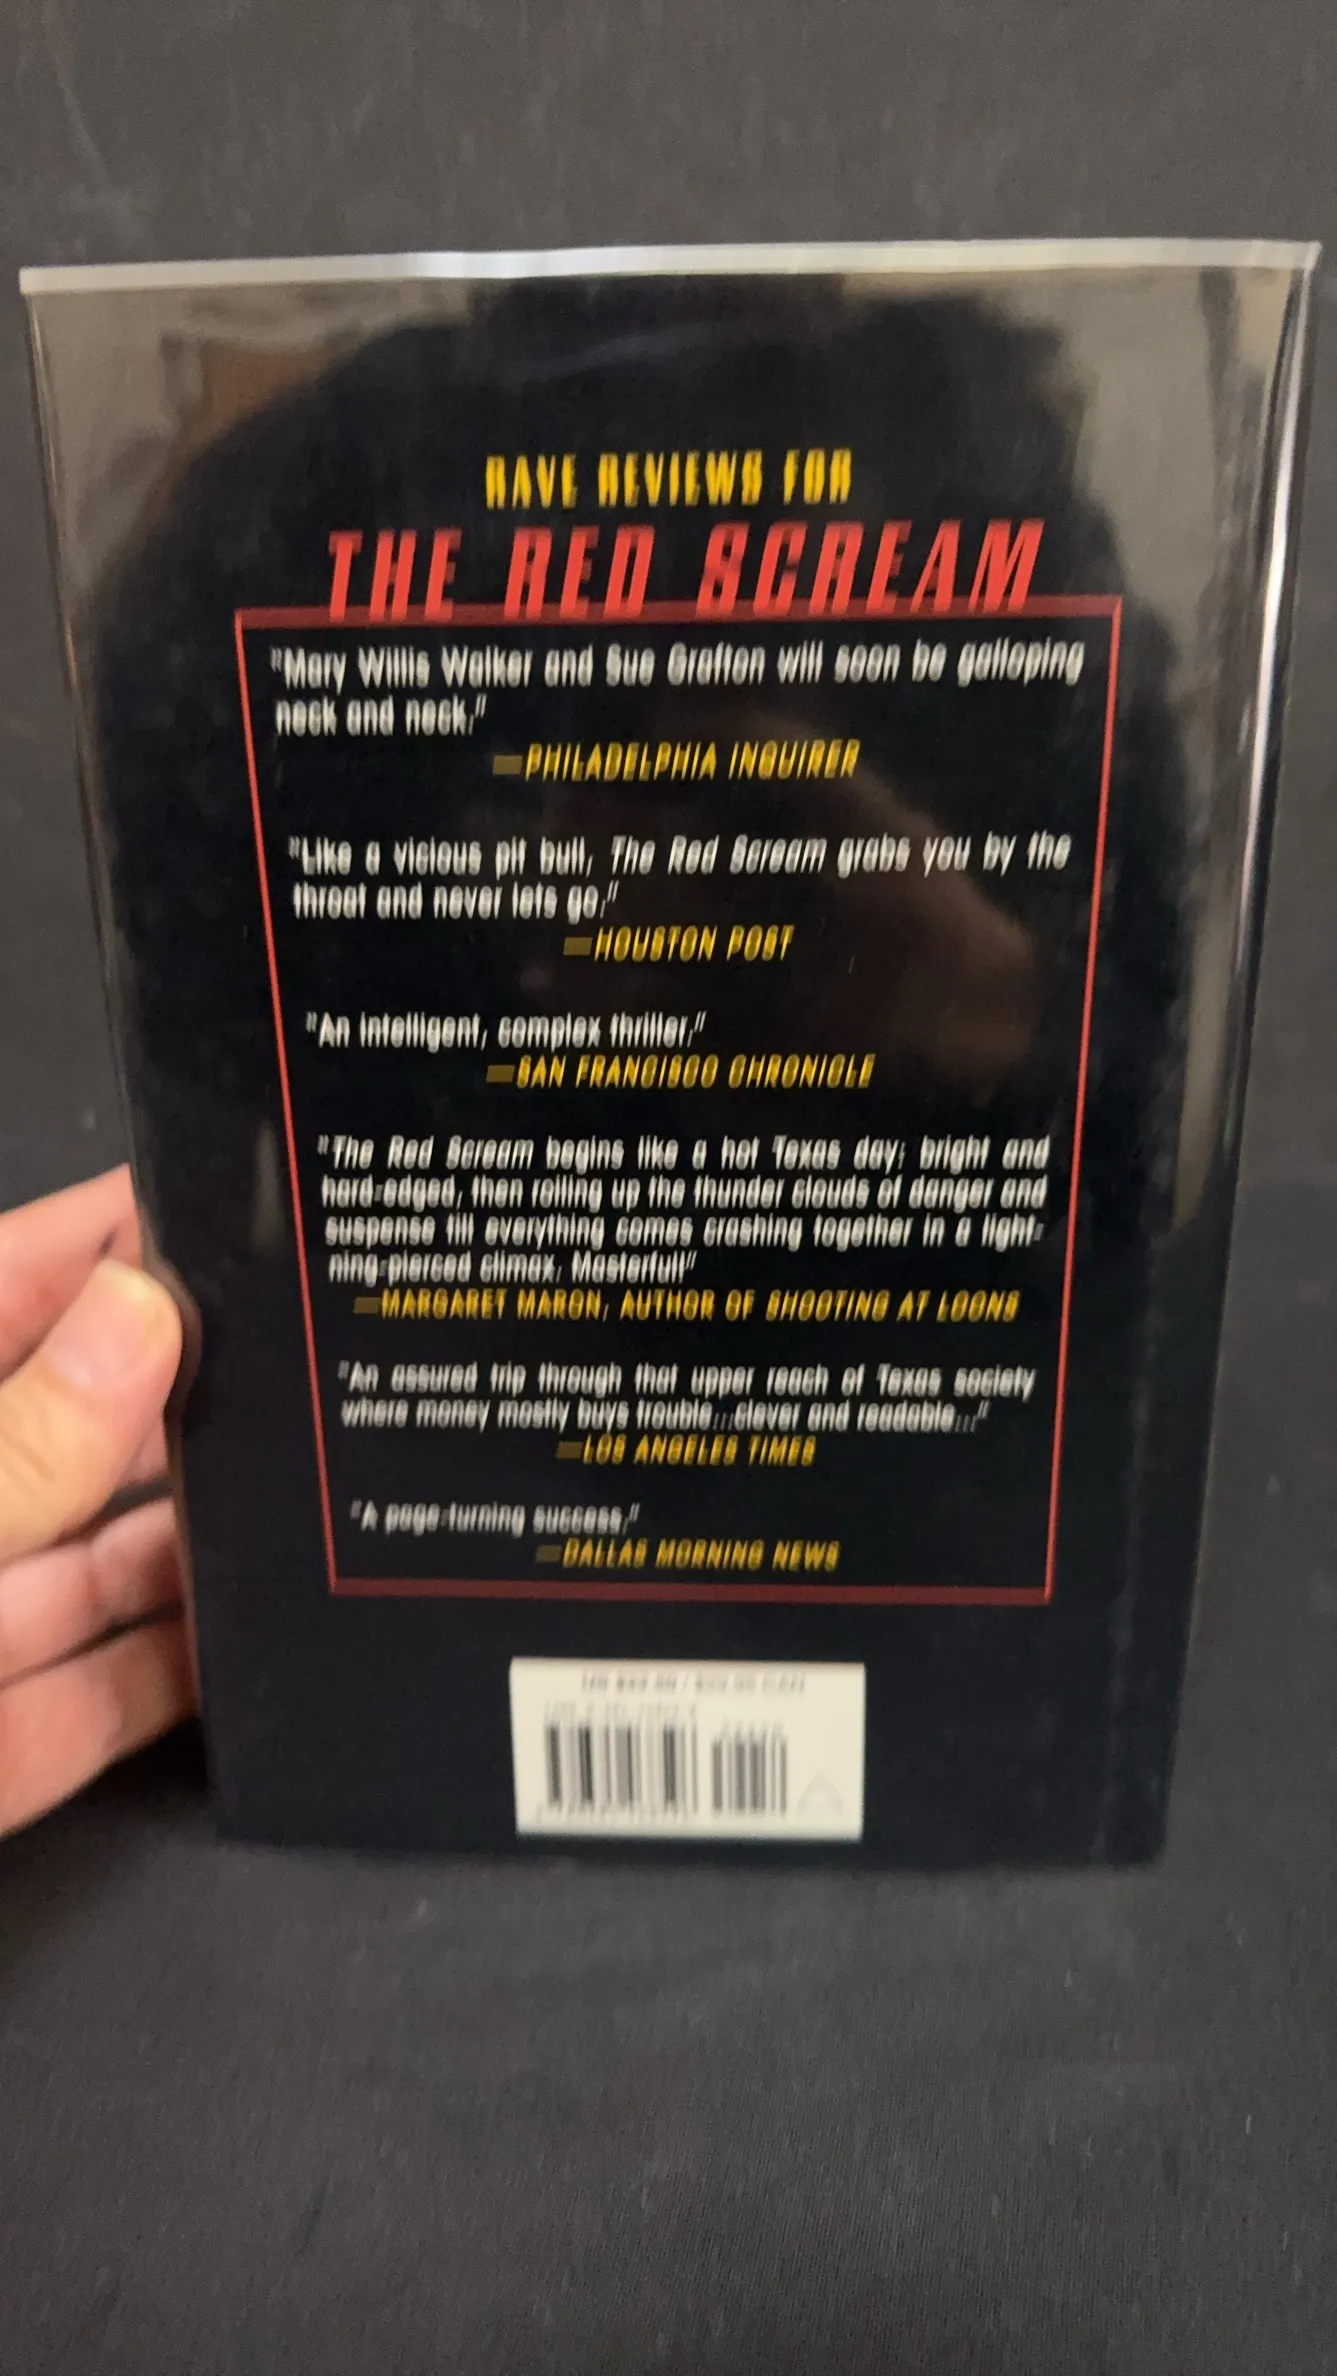 RAVE REVIEWS FOR
THE RED SCREAM
"Mary Willis Walker and Sue Grafton will soon be galloping
neck and neck."
—PHILADELPHIA INQUIRER
"Like a vicious pit bull, The Red Scream grabs you by the
throat and never lets go."
—HOUSTON POST
"An intelligent, complex thriller."
—SAN FRANCISCO CHRONICLE
"The Red Scream begins like a hot Texas day: bright and
hard-edged, then rolling up the thunder clouds of danger and
suspense till everything comes crashing together in a light-
ning-pierced climax. Masterful!"
—MARGARET MARON, AUTHOR OF SHOOTING AT LOONS
"An assured trip through that upper reach of Texas society
where money mostly buys trouble...clever and readable..."
—LOS ANGELES TIMES
"A page-turning success."
—DALLAS MORNING NEWS